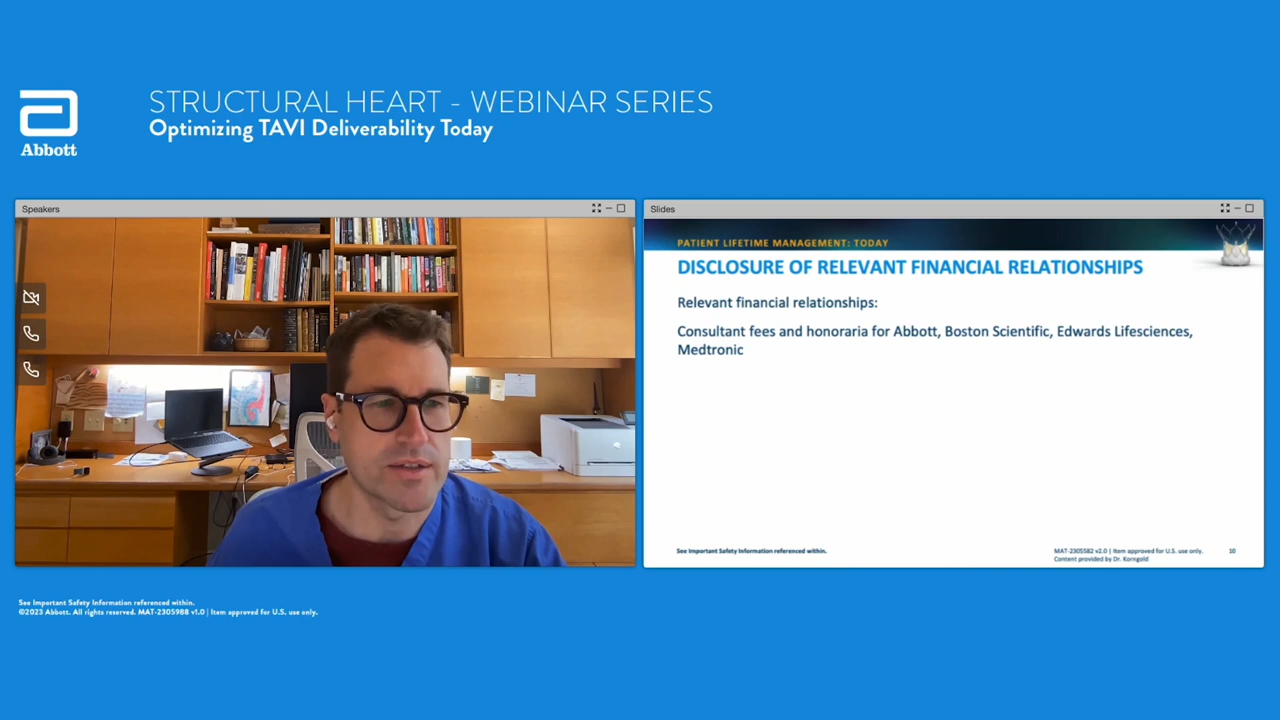 Abbott
STRUCTURAL HEART - WEBINAR SERIES
Optimizing TAVI Deliverability Today
Speakers
Slides
PATIENT LIFETIME MANAGEMENT: TODAY
DISCLOSURE OF RELEVANT FINANCIAL RELATIONSHIPS
Relevant financial relationships:
Consultant fees and honoraria for Abbott, Boston Scientific, Edwards Lifesciences,
Medtronic
See Important Safety Information referenced within.
MAT-2305582 v2.0 | Item approved for U.S. use only.
Content provided by Dr. Korngold
10
See Important Safety Information referenced within.
©2023 Abbott. All rights reserved. MAT-2305988 v1.0 | Item approved for U.S. use only.